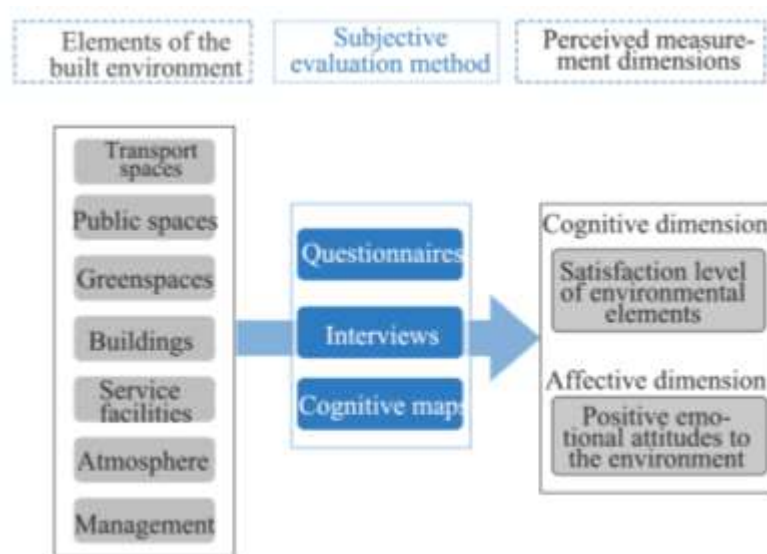 Elements of the
built environment
Subjective
evaluation method
Perceived measure-
ment dimensions
Transport
spaces
Public spaces
Greenspaces
Buildings
Service
facilities
Atmosphere
Management
Questionnaires
Interviews
Cognitive maps
Cognitive dimension
Satisfaction level
of environmental
elements
Affective dimension
Positive emo-
tional attitudes to
the environment